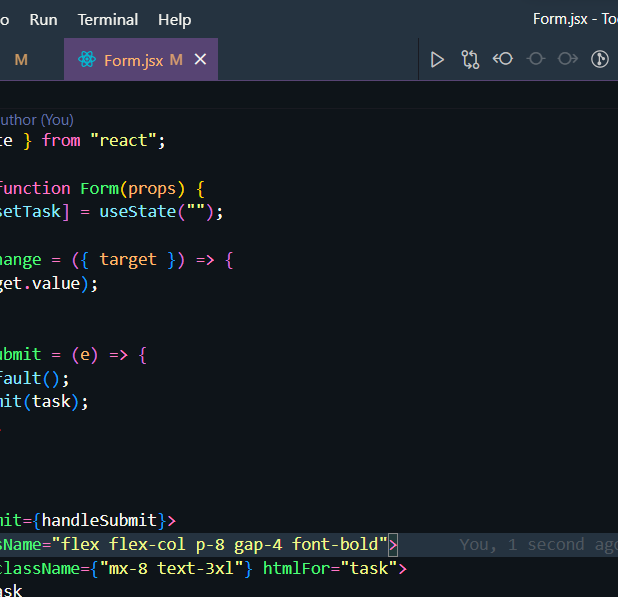 o Run Terminal Help Form.jsx - To
M Form.jsx M
uthor (You)
te } from "react";
function Form(props) {
setTask] = useState("");
hange = ({ target }) => {
get.value);
ubmit = (e) => {
fault();
mit(task);
mit={handleSubmit}>
sName="flex flex-col p-8 gap-4 font-bold"> You, 1 second ago
className={"mx-8 text-3xl"} htmlFor="task">
ask